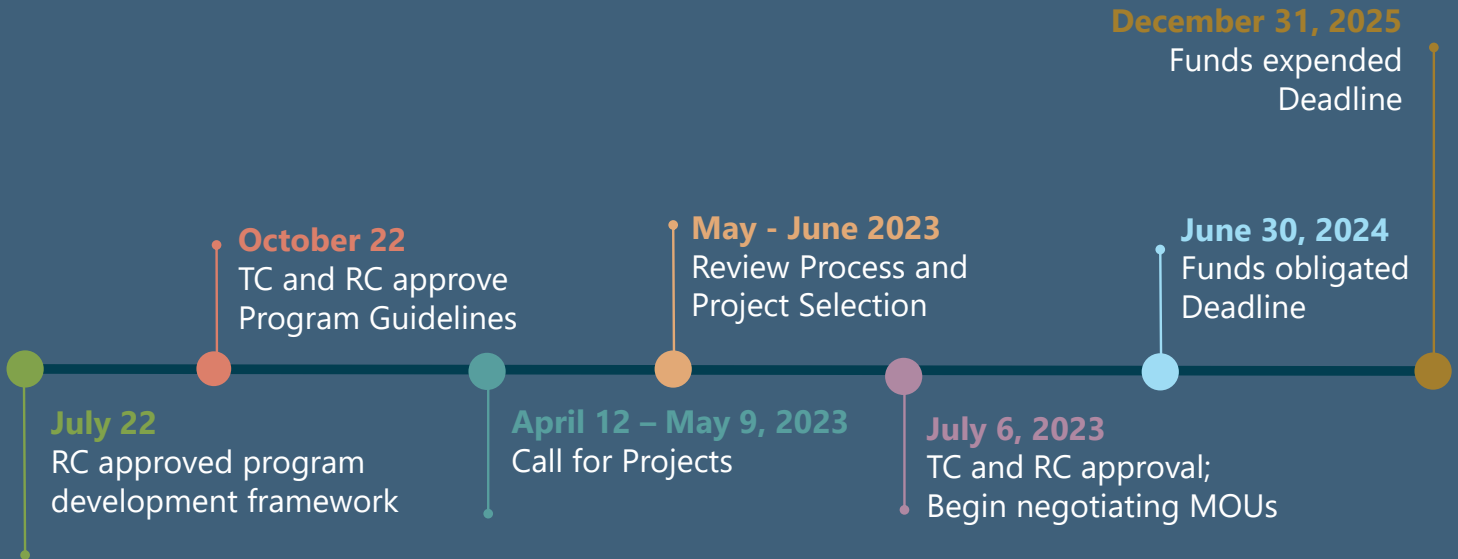 July 22
RC approved program
development framework
October 22
TC and RC approve
Program Guidelines
April 12 – May 9, 2023
Call for Projects
May - June 2023
Review Process and
Project Selection
July 6, 2023
TC and RC approval;
Begin negotiating MOUs
June 30, 2024
Funds obligated
Deadline
December 31, 2025
Funds expended
Deadline